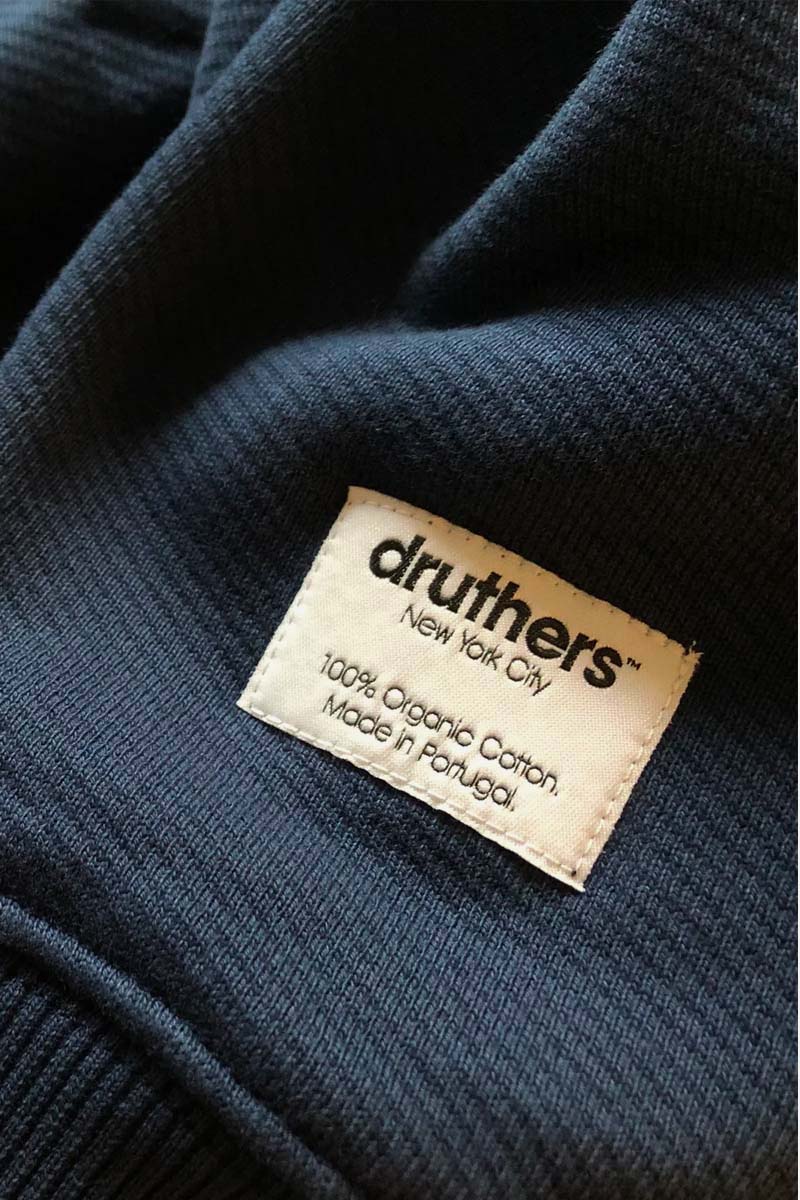 druthers™
New York City
100% Organic Cotton.
Made in Portugal.